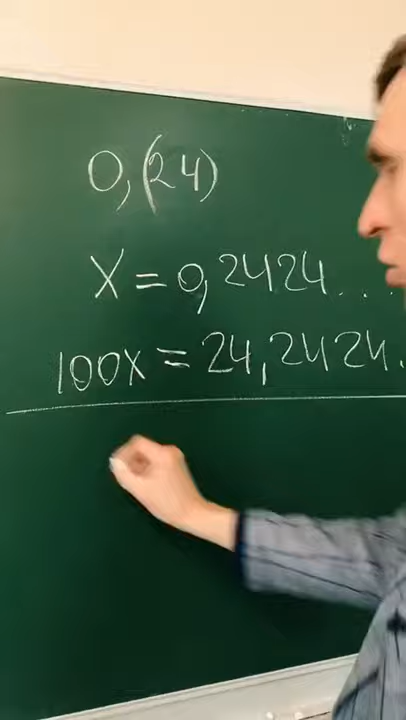 0,(24)
x = 0,2424...
100x = 24,2424.